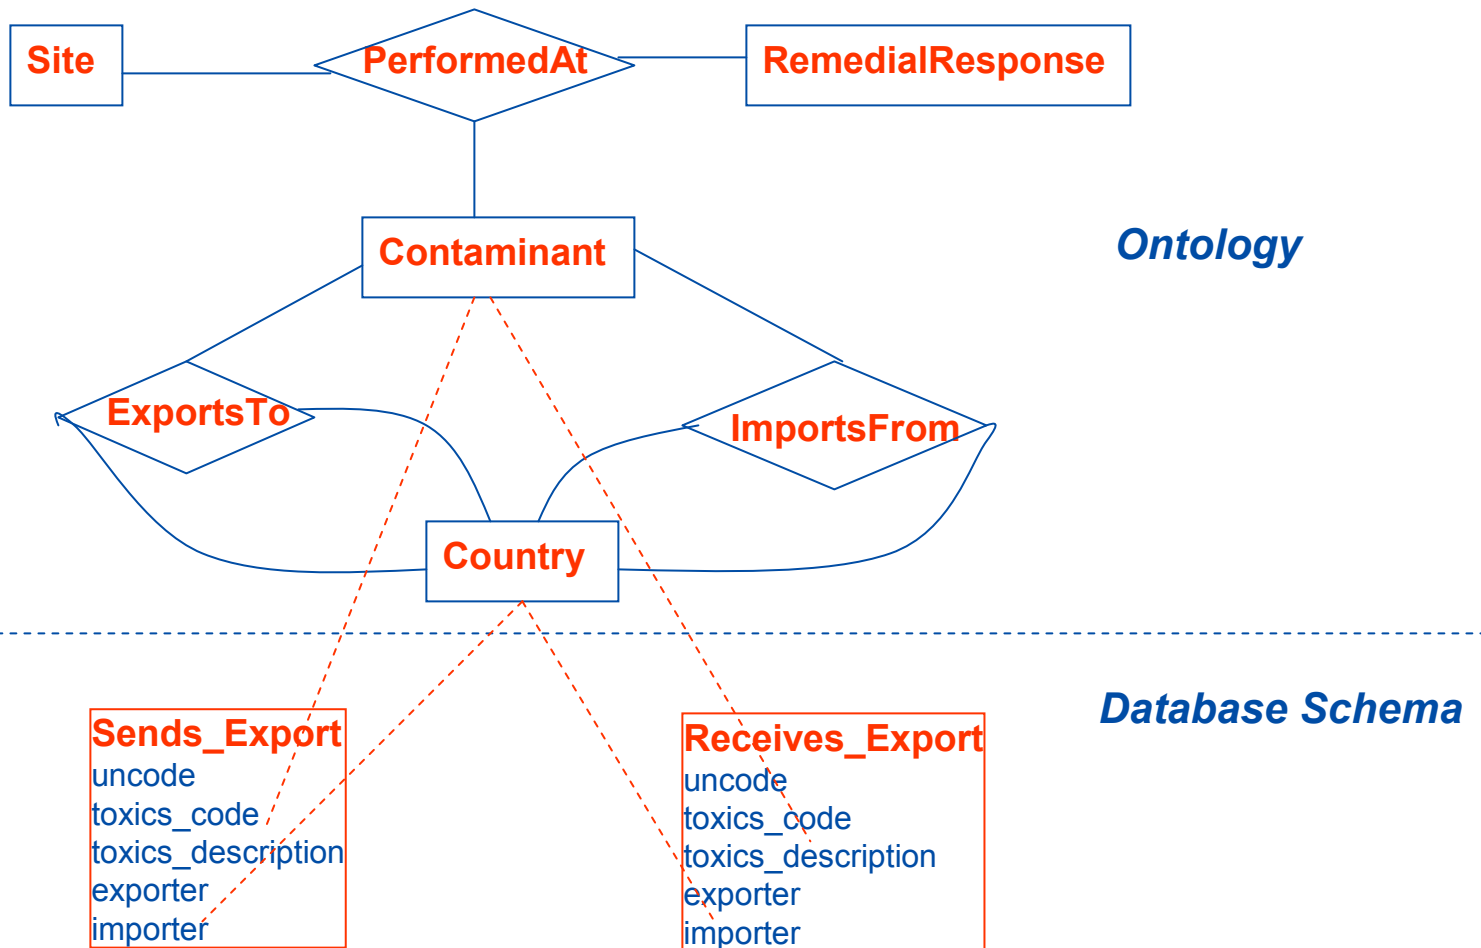 Site
PerformedAt
RemedialResponse
Contaminant
Ontology
ExportsTo
ImportsFrom
Country
Database Schema
Sends_Export
uncode
toxics_code
toxics_description
exporter
importer
Receives_Export
uncode
toxics_code
toxics_description
exporter
importer